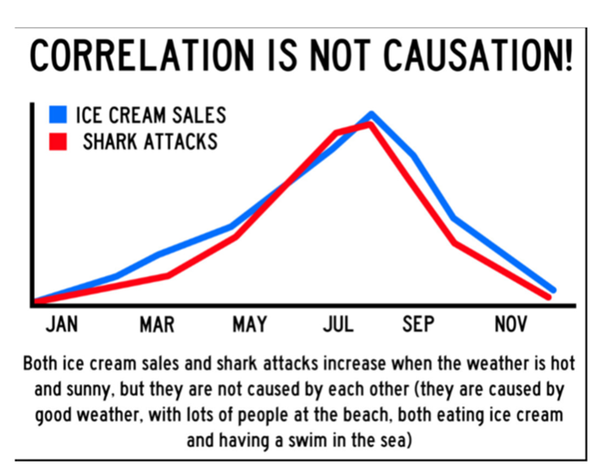 CORRELATION IS NOT CAUSATION!
ICE CREAM SALES
SHARK ATTACKS
JAN MAR MAY JUL SEP NOV
Both ice cream sales and shark attacks increase when the weather is hot
and sunny, but they are not caused by each other (they are caused by
good weather, with lots of people at the beach, both eating ice cream
and having a swim in the sea)